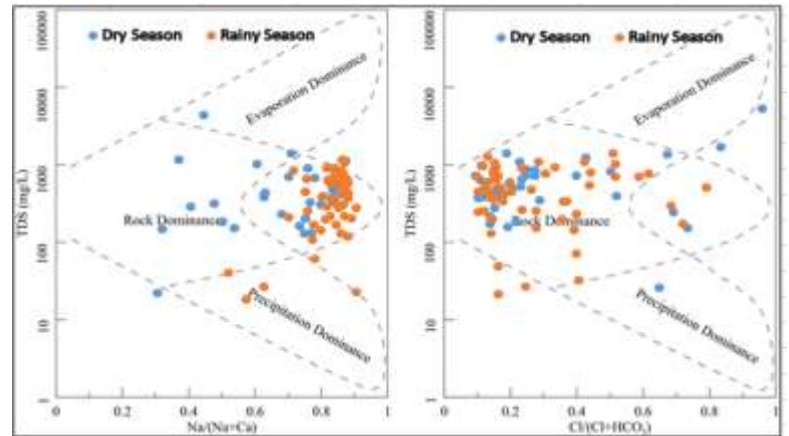 Dry Season
Rainy Season
Evaporation Dominance
Rock Dominance
Precipitation Dominance
TDS (mg/L)
100000
10000
1000
100
10
1
0
0.2
0.4
0.6
0.8
1
Na/(Na+Ca)
Dry Season
Rainy Season
Evaporation Dominance
Rock Dominance
Precipitation Dominance
TDS (mg/L)
100000
10000
1000
100
10
1
0
0.2
0.4
0.6
0.8
1
Cl/(Cl+HCO₃)